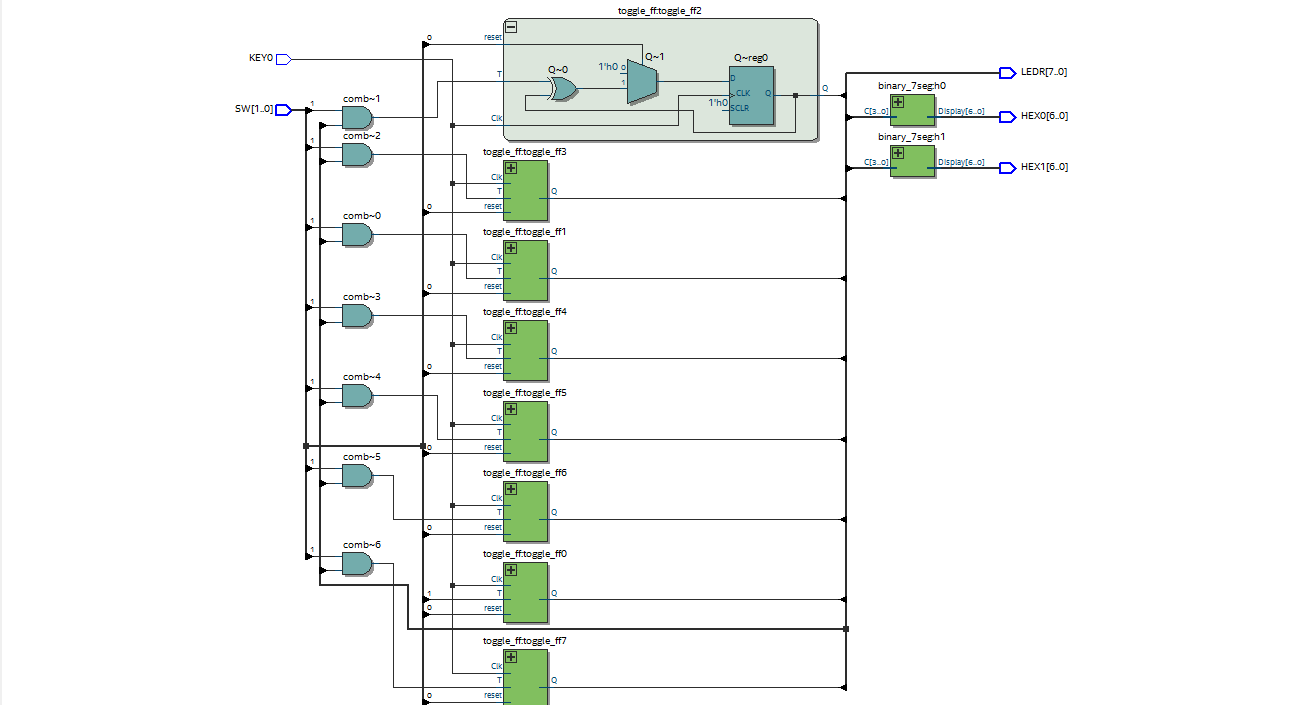 toggle_ff:toggle_ff2
KEY0
SW[1..0]
0
reset
T
Clk
Q~0
1'h0
0
1
Q~1
Q~reg0
D
CLK
1'h0
SCLR
Q
Q
LEDR[7..0]
binary_7seg:h0
C[3..0]
Display[6..0]
HEX0[6..0]
binary_7seg:h1
C[3..0]
Display[6..0]
HEX1[6..0]
comb~1
1
comb~2
1
toggle_ff:toggle_ff3
Clk
T
Q
0
reset
comb~0
1
toggle_ff:toggle_ff1
Clk
T
Q
0
reset
comb~3
1
toggle_ff:toggle_ff4
Clk
T
Q
0
reset
comb~4
1
toggle_ff:toggle_ff5
Clk
T
Q
0
reset
comb~5
1
toggle_ff:toggle_ff6
Clk
T
Q
0
reset
comb~6
1
toggle_ff:toggle_ff0
Clk
1
T
Q
0
reset
toggle_ff:toggle_ff7
Clk
T
Q
0
reset